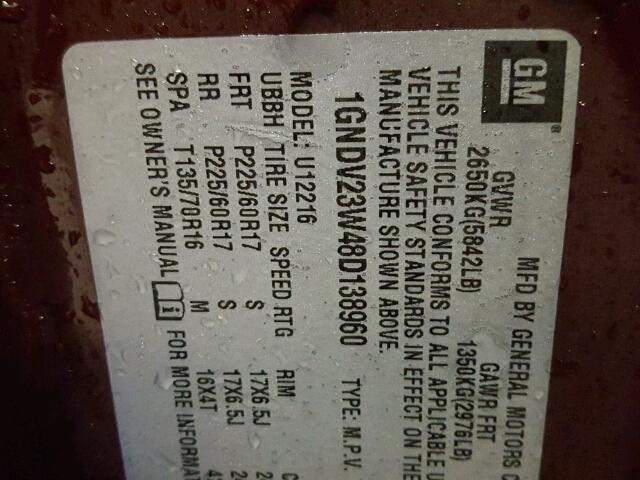 GM
MFD BY GENERAL MOTORS
GVWR GAWR FRT
2650KG(5842LB) 1350KG(2976LB)
THIS VEHICLE CONFORMS TO ALL APPLICABLE
VEHICLE SAFETY STANDARDS IN EFFECT ON THE
MANUFACTURE SHOWN ABOVE.
1GNDV23W48D138960 TYPE: M.P.V.
MODEL: U12216
UBBH TIRE SIZE SPEED RTG RIM
FRT P225/60R17 S 17X6.5J
RR P225/60R17 S 17X6.5J
SPA T135/70R16 M 16X4T
SEE OWNER'S MANUAL i FOR MORE